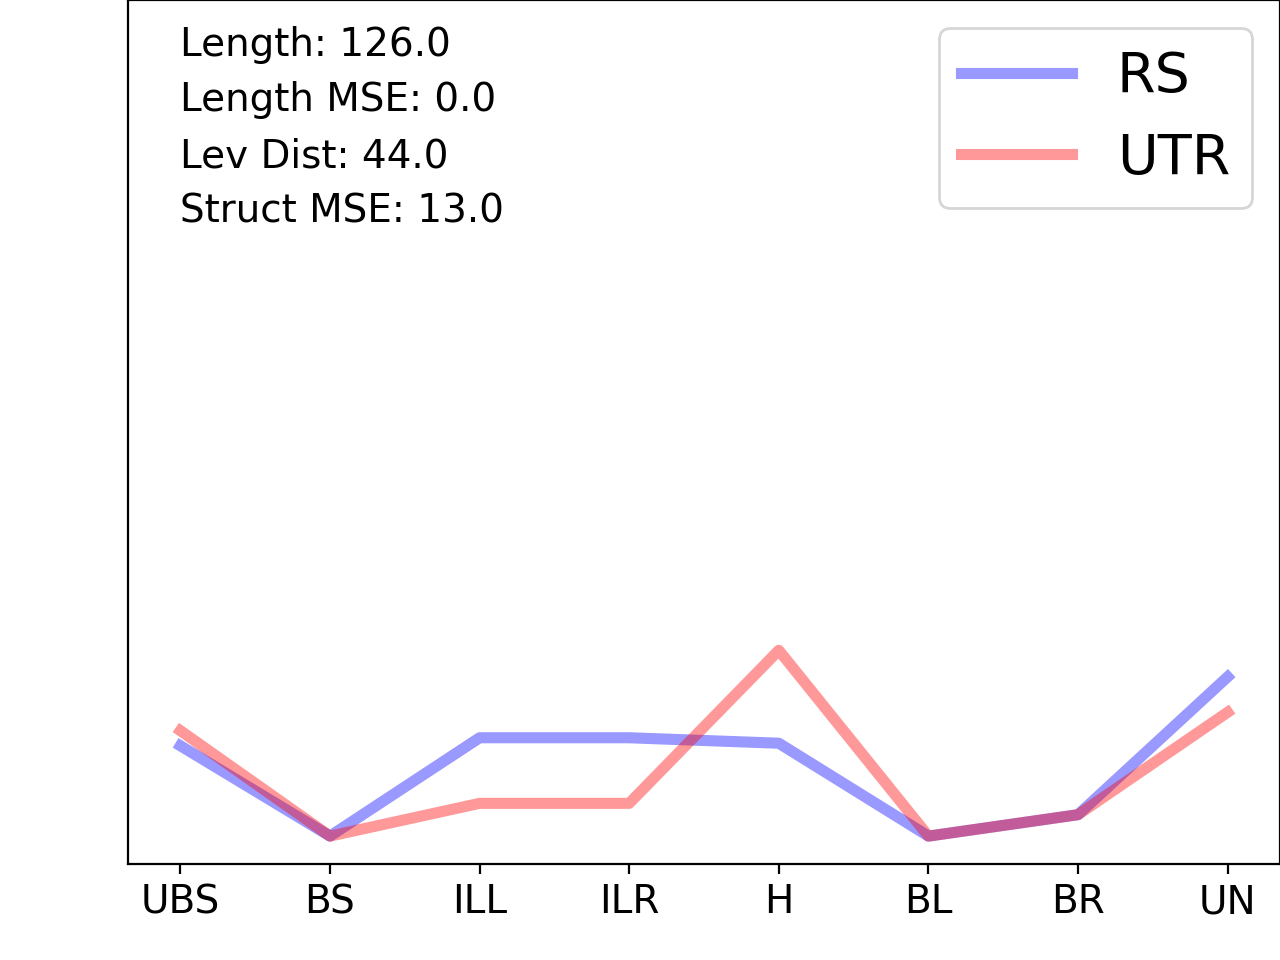 Length: 126.0
Length MSE: 0.0
Lev Dist: 44.0
Struct MSE: 13.0
RS
UTR
UBS BS ILL ILR H BL BR UN